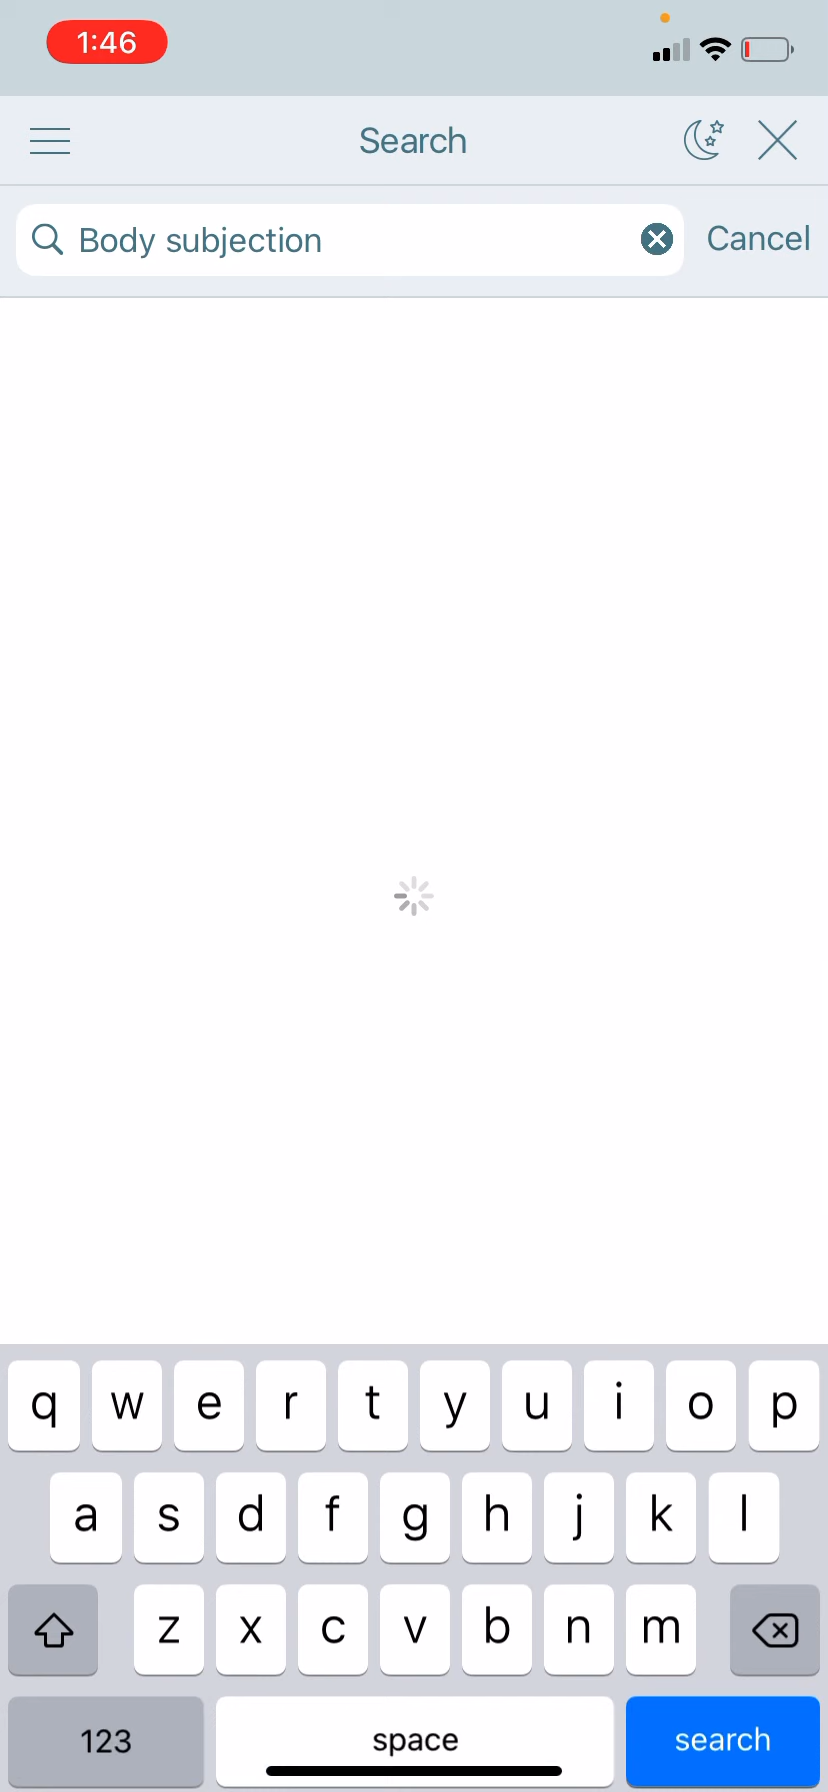 1:46
Search
Body subjection
Cancel
q w e r t y u i o p
a s d f g h j k l
z x c v b n m
123 space search